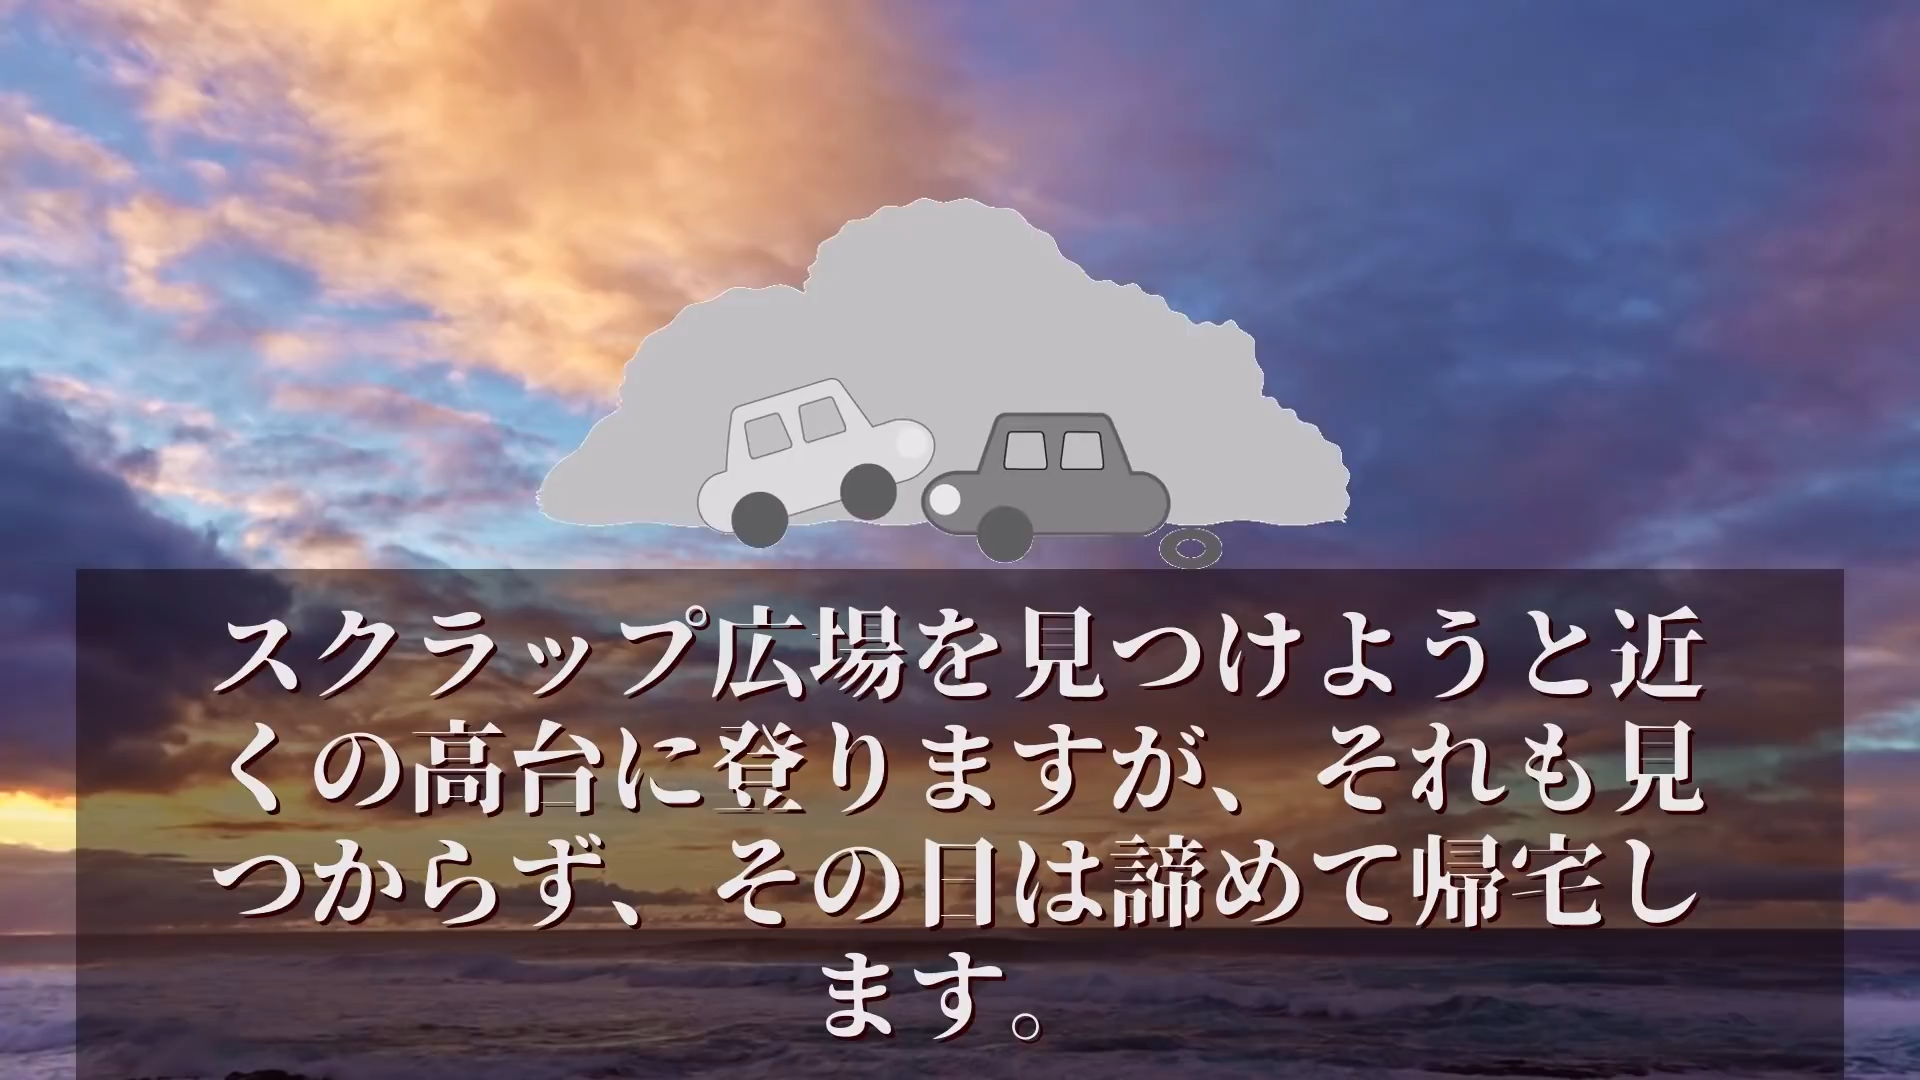 スクラップ広場を見つけようと近
くの高台に登りますが、それも見
つからず、その日は諦めて帰宅し
ます。